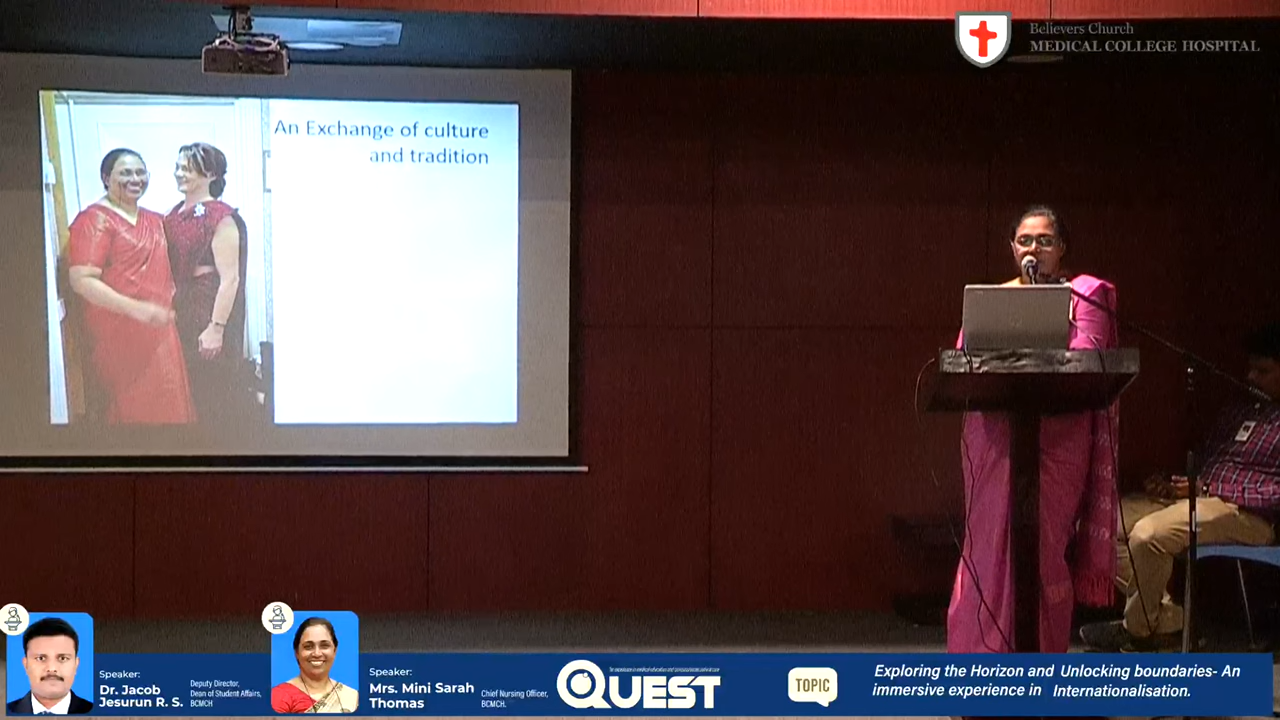 Believers Church
MEDICAL COLLEGE HOSPITAL
An Exchange of culture
and tradition
Speaker:
Dr. Jacob
Jesurun R. S.
Deputy Director,
Dean of Student Affairs,
BCMCH
Speaker:
Mrs. Mini Sarah
Thomas
Chief Nursing Officer,
BCMCH.
QUEST
TOPIC
Exploring the Horizon and Unlocking boundaries- An
immersive experience in Internationalisation.